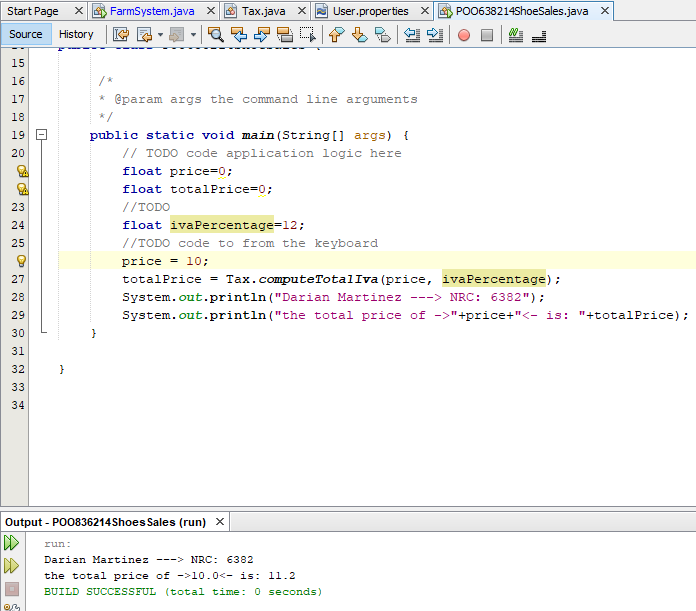 Start Page FarmSystem.java Tax.java User.properties POO638214ShoeSales.java
Source History
15
16 /*
17 * @param args the command line arguments
18 */
19 public static void main(String[] args) {
20 // TODO code application logic here
float price=0;
float totalPrice=0;
23 //TODO
24 float ivaPercentage=12;
25 //TODO code to from the keyboard
price = 10;
27 totalPrice = Tax.computeTotalIva(price, ivaPercentage);
28 System.out.println("Darian Martinez ---> NRC: 6382");
29 System.out.println("the total price of ->"+price+"<- is: "+totalPrice);
30 }
31
32 }
33
34
Output - POO836214ShoesSales (run)
run:
Darian Martinez ---> NRC: 6382
the total price of ->10.0<- is: 11.2
BUILD SUCCESSFUL (total time: 0 seconds)